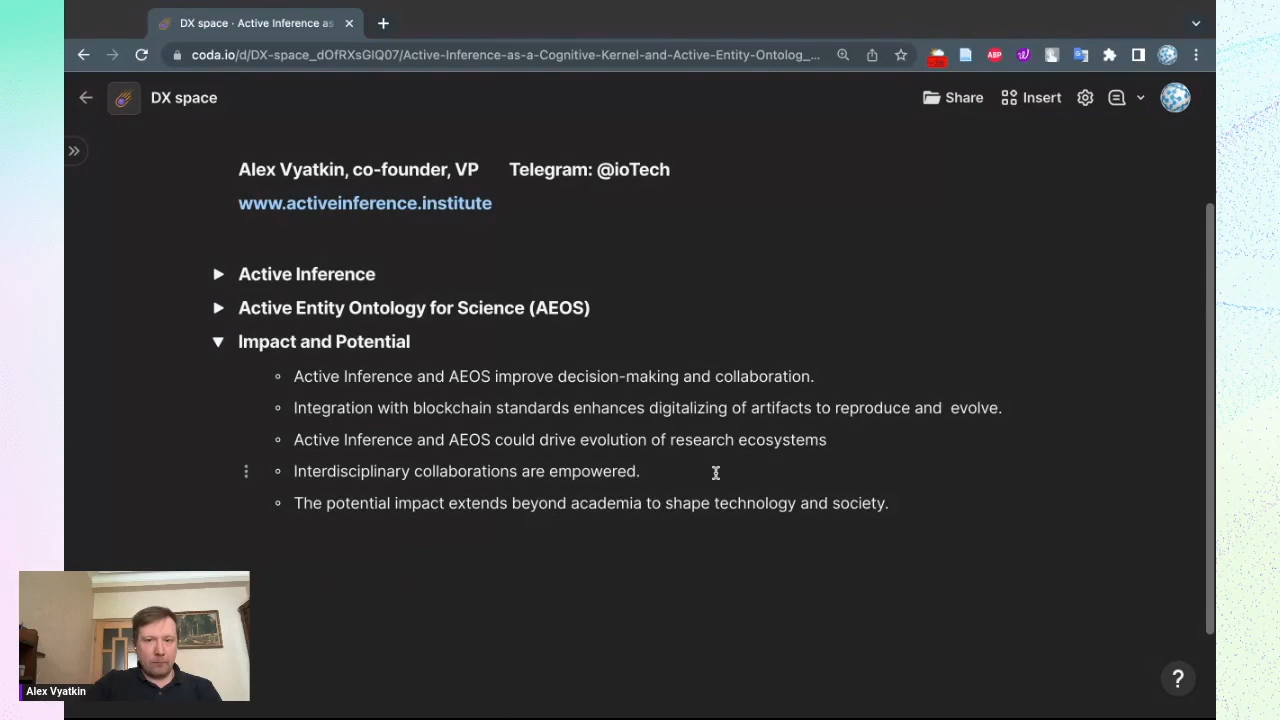 DX space · Active Inference as
coda.io/d/DX-space_dOfRXsGlQ07/Active-Inference-as-a-Cognitive-Kernel-and-Active-Entity-Ontolog_...
DX space
Share
Insert
Alex Vyatkin, co-founder, VP Telegram: @ioTech
www.activeinference.institute
Active Inference
Active Entity Ontology for Science (AEOS)
Impact and Potential
Active Inference and AEOS improve decision-making and collaboration.
Integration with blockchain standards enhances digitalizing of artifacts to reproduce and evolve.
Active Inference and AEOS could drive evolution of research ecosystems
Interdisciplinary collaborations are empowered.
The potential impact extends beyond academia to shape technology and society.
Alex Vyatkin
?
ABP